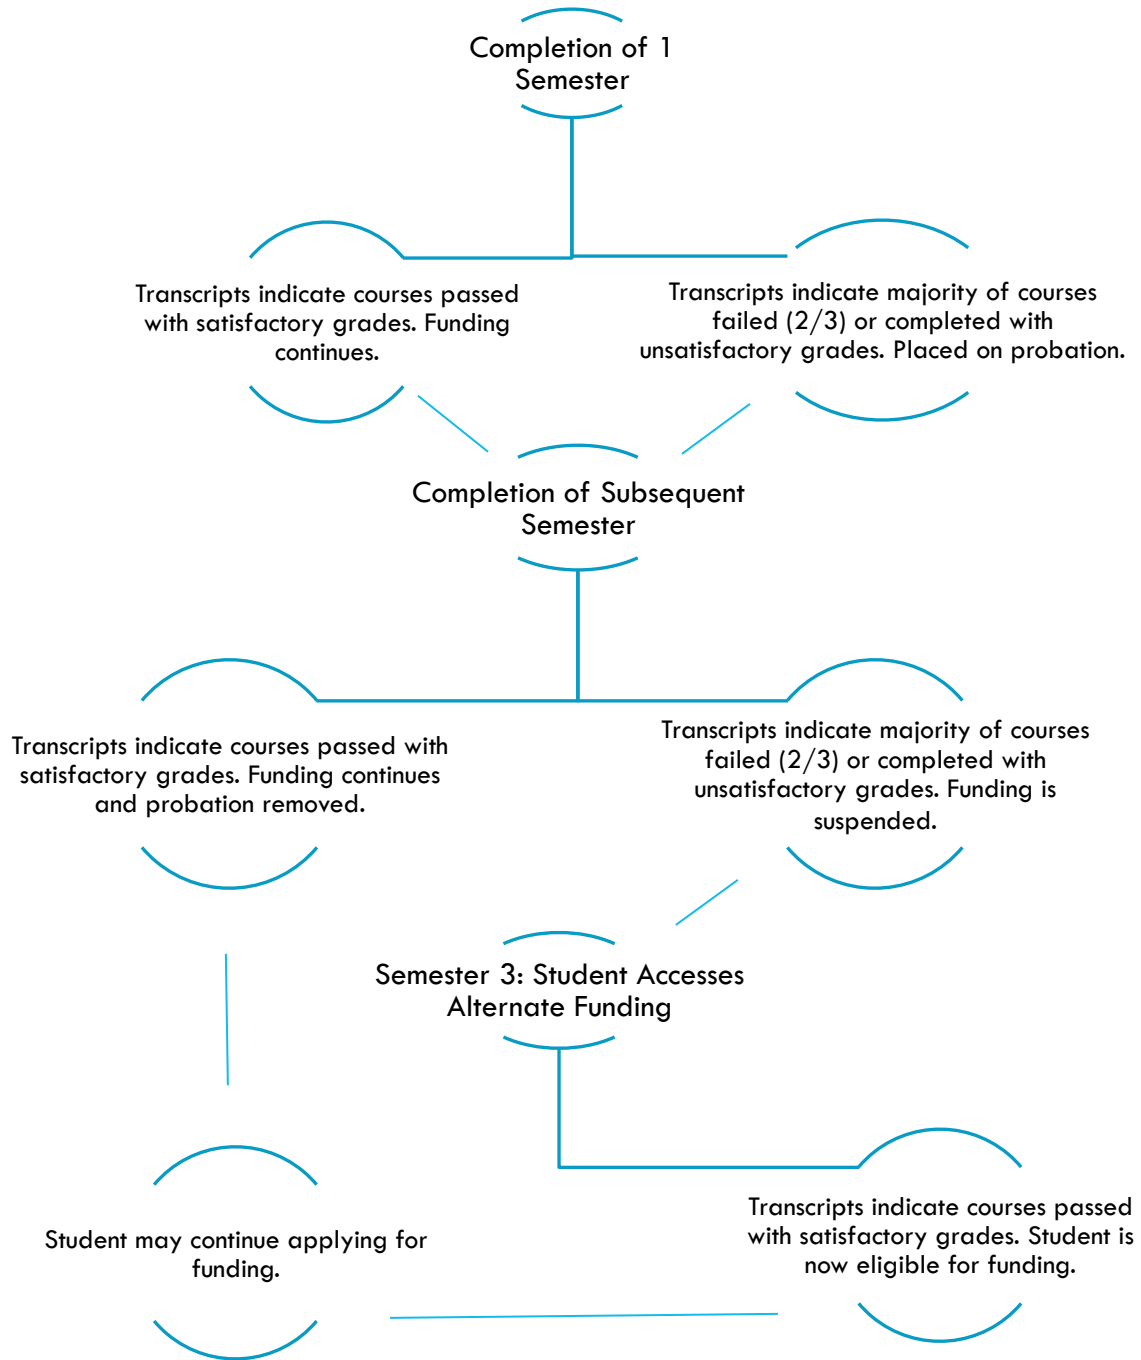 Completion of 1
Semester
Transcripts indicate courses passed
with satisfactory grades. Funding
continues.
Transcripts indicate majority of courses
failed (2/3) or completed with
unsatisfactory grades. Placed on probation.
Completion of Subsequent
Semester
Transcripts indicate courses passed with
satisfactory grades. Funding continues
and probation removed.
Transcripts indicate majority of courses
failed (2/3) or completed with
unsatisfactory grades. Funding is
suspended.
Semester 3: Student Accesses
Alternate Funding
Student may continue applying for
funding.
Transcripts indicate courses passed
with satisfactory grades. Student is
now eligible for funding.